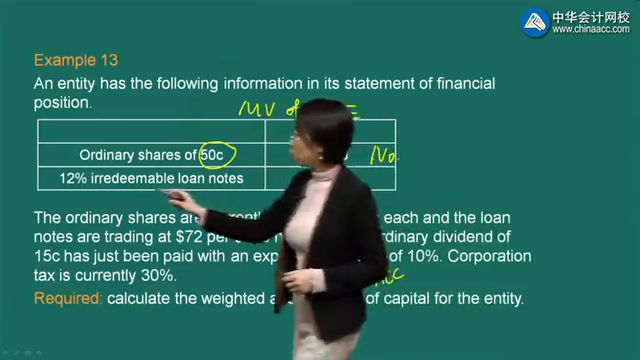 中华会计网校
www.chinaacc.com
Example 13
An entity has the following information in its statement of financial
position.
MV of
Ordinary shares of 50c
No.
12% irredeemable loan notes
The ordinary shares are each and the loan
notes are trading at $72 per dividend of
15c has just been paid with an of 10%. Corporation
tax is currently 30%.
Required: calculate the weighted of capital for the entity.